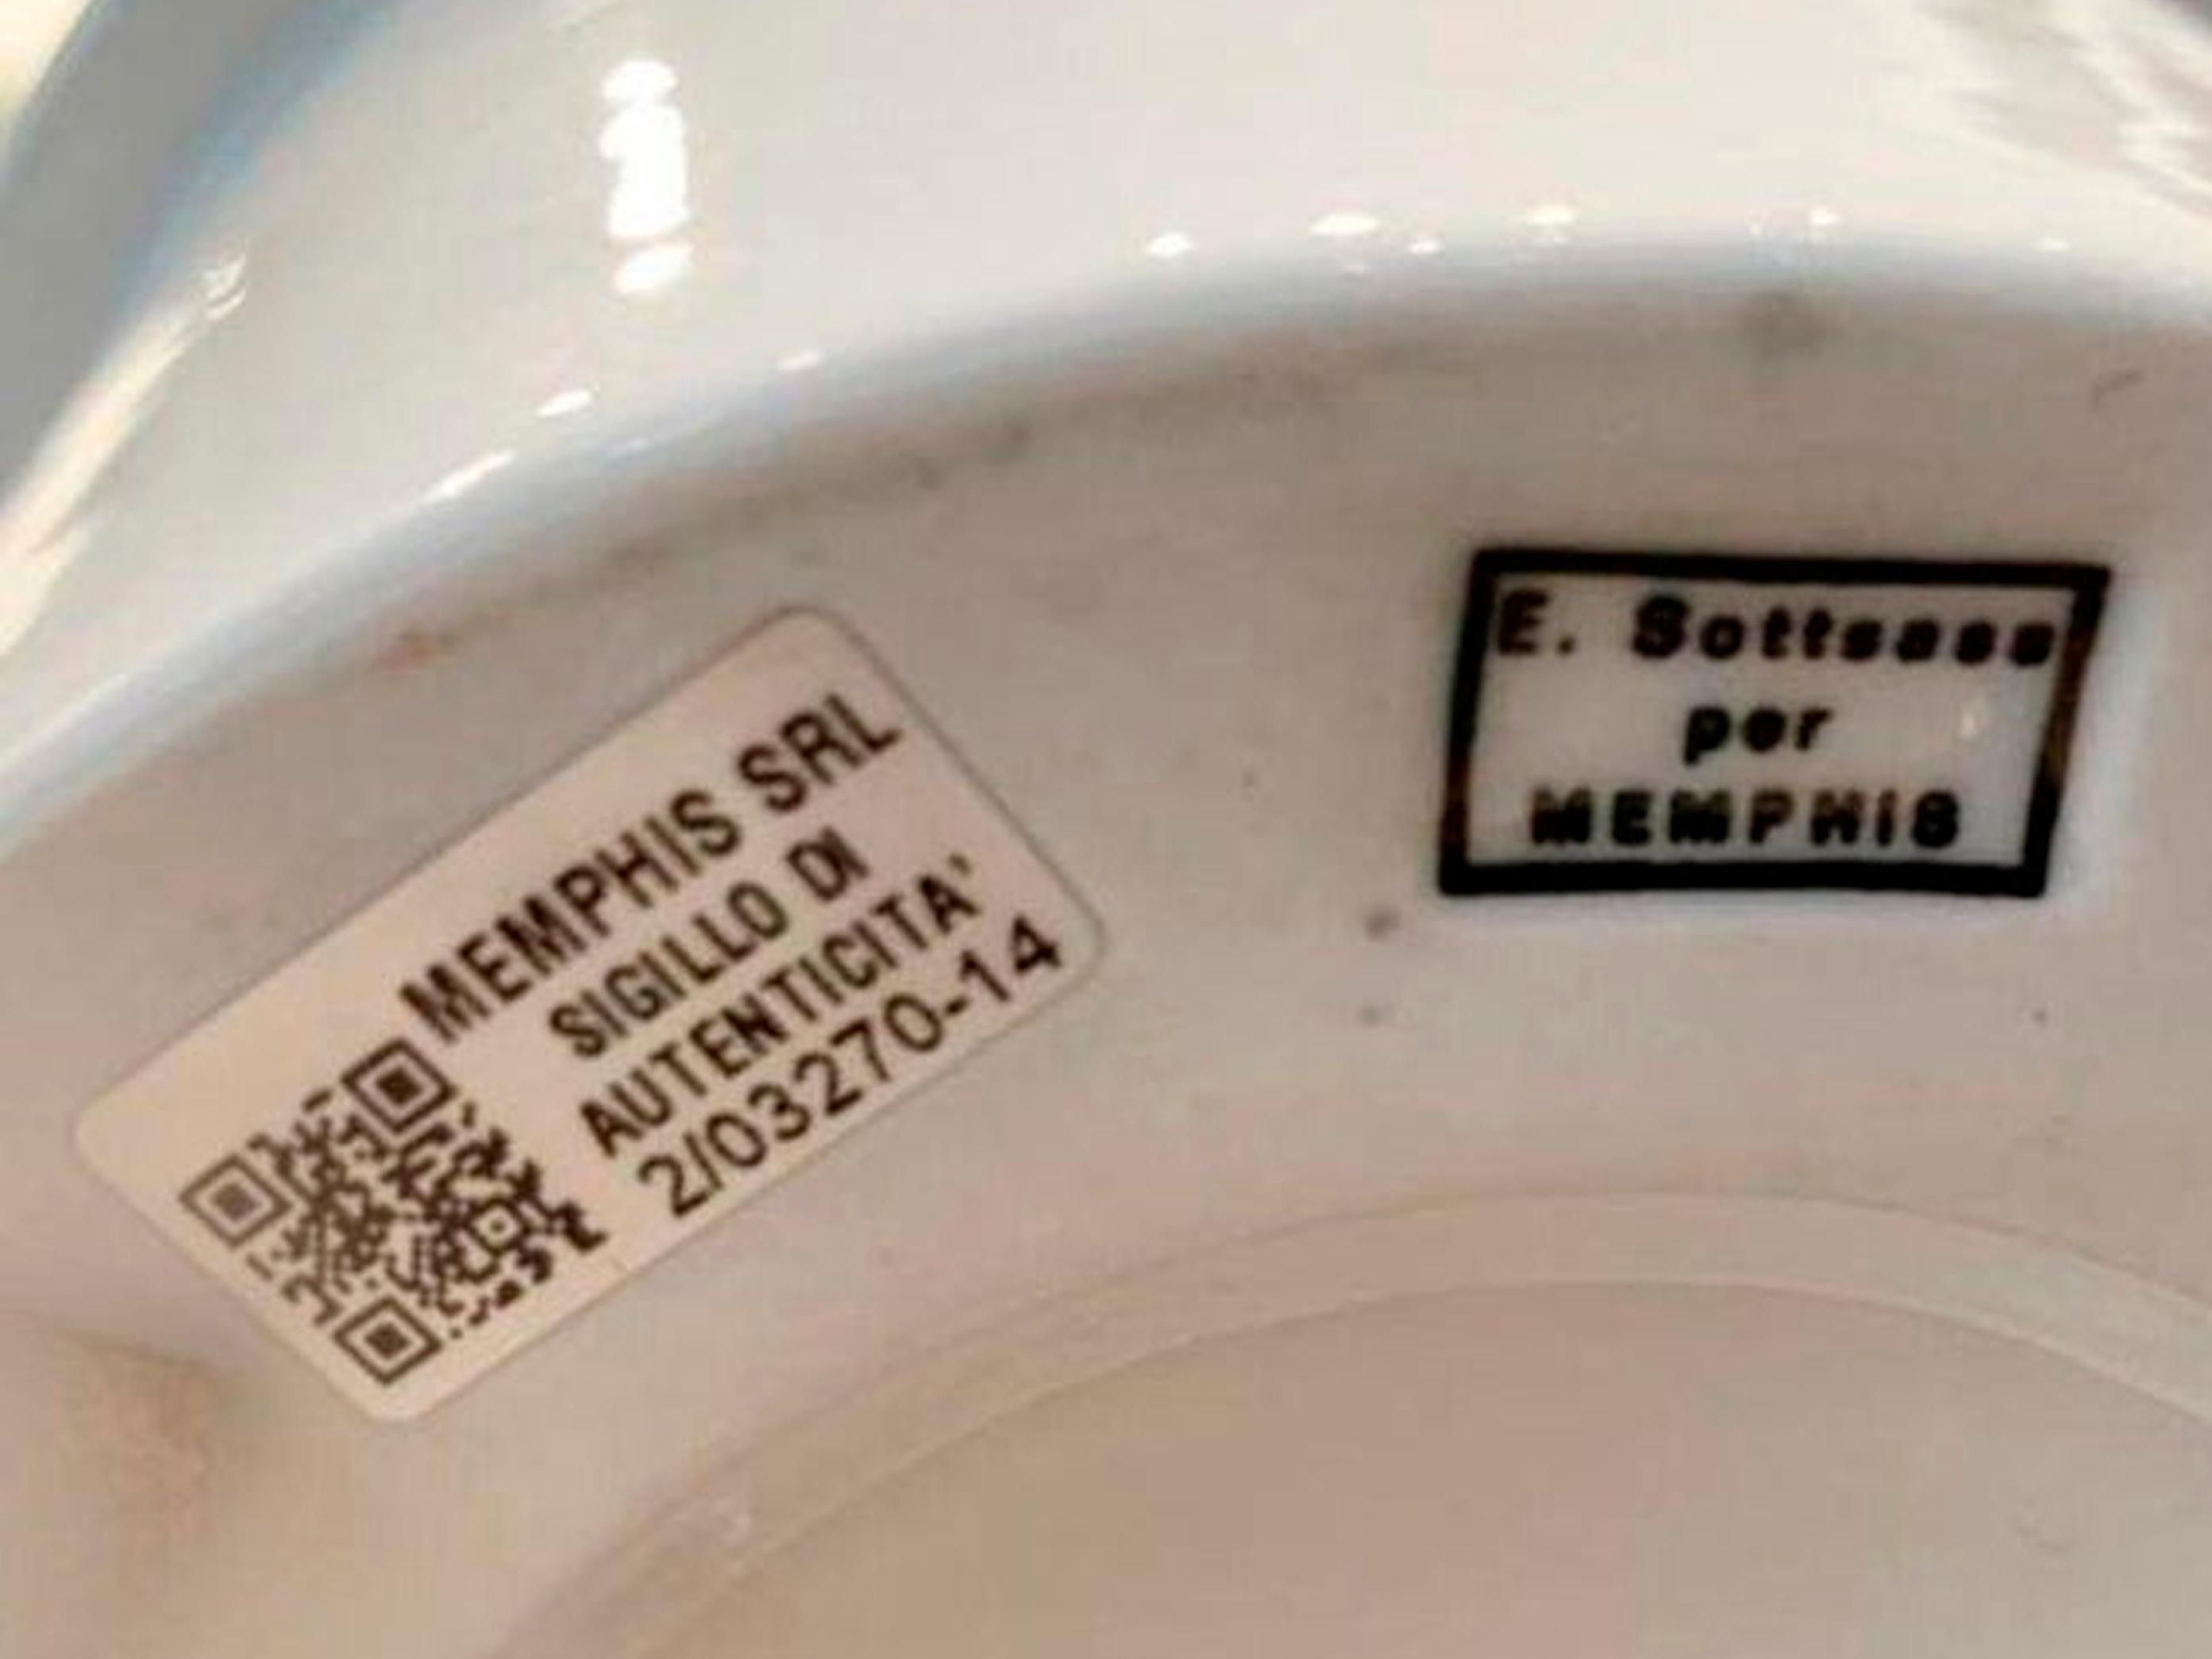 MEMPHIS SRL
SIGILLO DI
AUTENTICITA'
2/03270-14
E. Sottsass
per
MEMPHIS